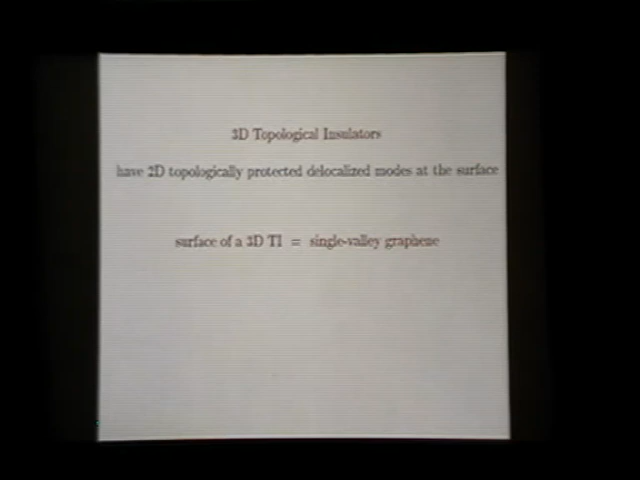 3D Topological Insulators
have 2D topologically protected delocalized modes at the surface
surface of a 3D TI = single-valley graphene